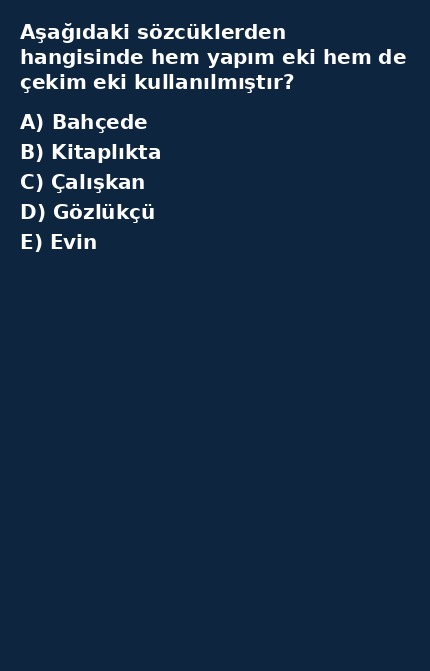 Aşağıdaki sözcüklerden
hangisinde hem yapım eki hem de
çekim eki kullanılmıştır?
A) Bahçede
B) Kitaplıkta
C) Çalışkan
D) Gözlükçü
E) Evin